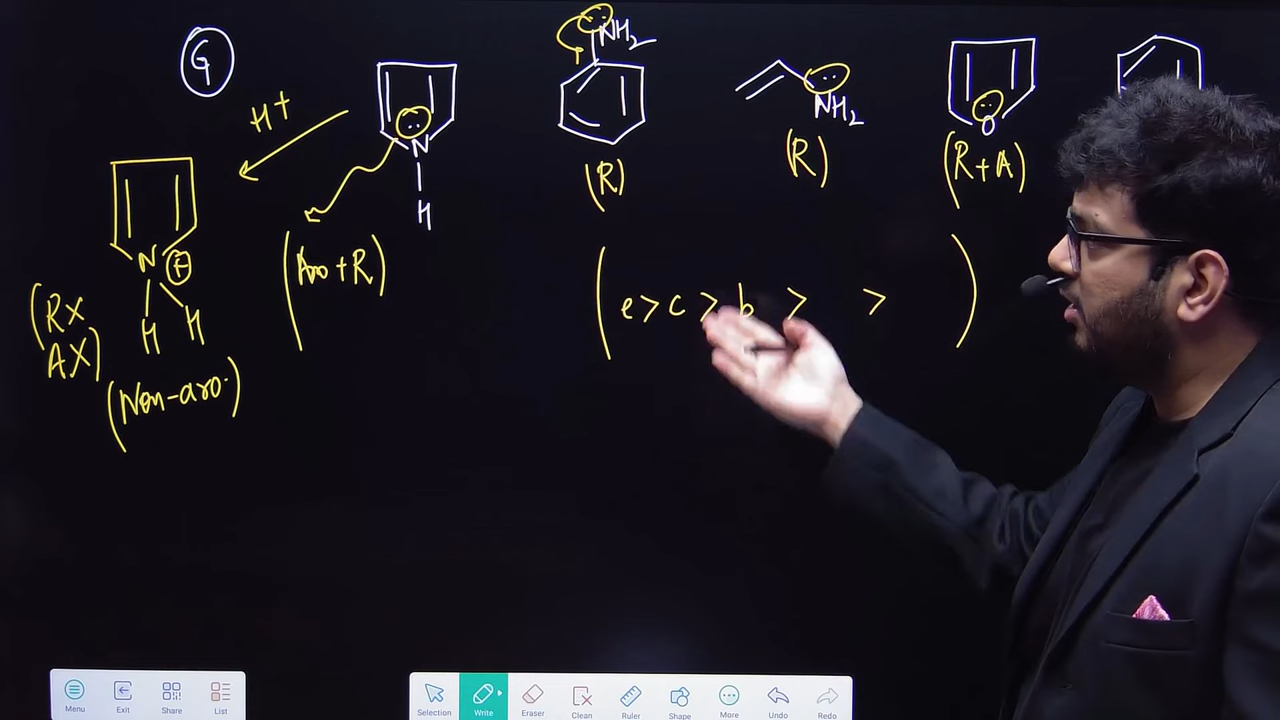 G
H+
N
H
NH2
(R)
NH2
(R)
O
(R+A)
N
+
H H
(RX
AX)
(Non-aro.)
(Aro+R)
(e > c > b > > )
Menu
Exit
Share
List
Selection
Write
Eraser
Clean
Ruler
Shape
More
Undo
Redo